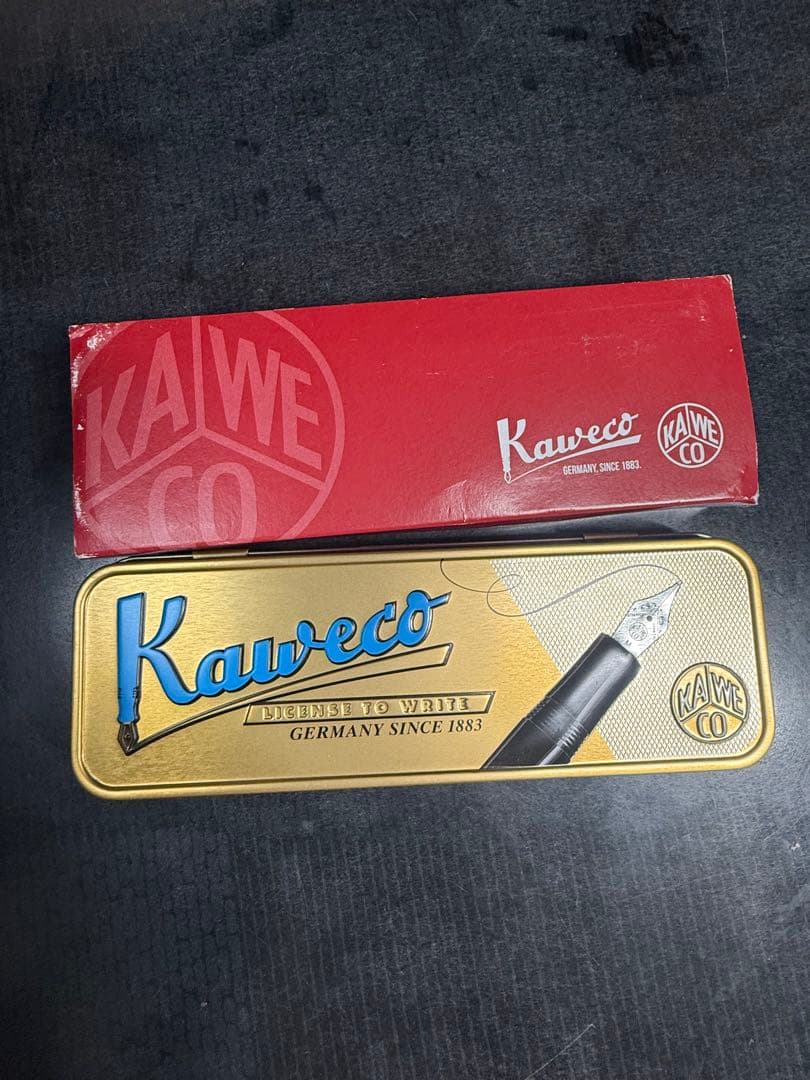 KA WE
CO
Kaweco
GERMANY, SINCE 1883.
KA WE
CO
Kaweco
LICENSE TO WRITE
GERMANY SINCE 1883
KA WE
CO